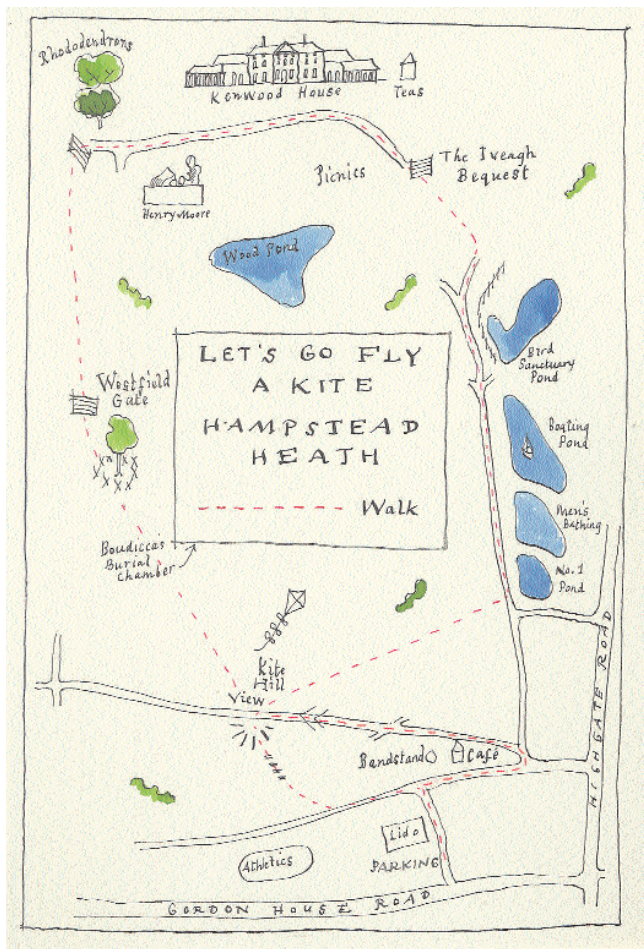 Rhododendrons
Kenwood House
Teas
The Iveagh
Bequest
Picnics
Henry Moore
Wood Pond
Bird
Sanctuary
Pond
LET'S GO FLY
A KITE
HAMPSTEAD
HEATH
Walk
Westfield
Gate
Boating
Pond
Men's
Bathing
No. 1
Pond
Boudicca's
Burial
Chamber
Kite
Hill
View
Bandstand
Café
HIGHGATE ROAD
Lido
PARKING
Athletics
GORDON HOUSE ROAD